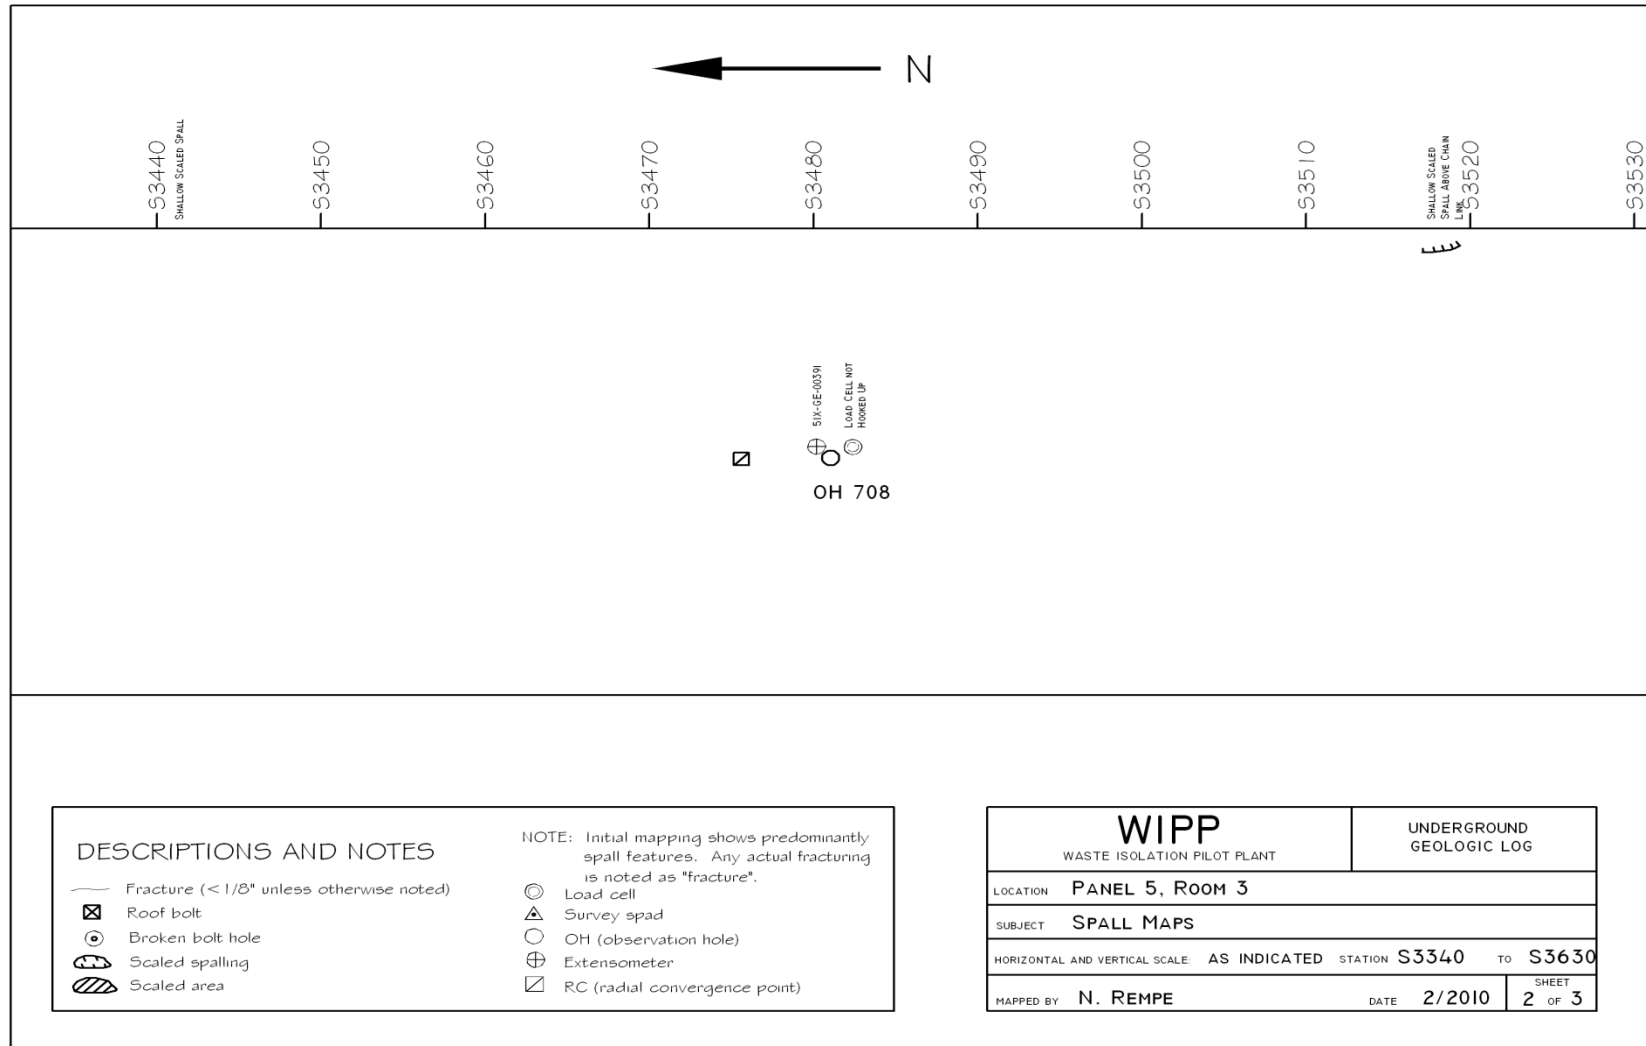 N
S3440
SHALLOW SCALED SPALL
S3450
S3460
S3470
S3480
S3490
S3500
S3510
SHALLOW SCALED
SPALL ABOVE CHAIN
LINK
S3520
S3530
51X-GE-00391
LOAD CELL NOT
HOOKED UP
OH 708
DESCRIPTIONS AND NOTES
Fracture (< 1/8" unless otherwise noted)
Roof bolt
Broken bolt hole
Scaled spalling
Scaled area
NOTE: Initial mapping shows predominantly
spall features. Any actual fracturing
is noted as "fracture".
Load cell
Survey spad
OH (observation hole)
Extensometer
RC (radial convergence point)
WIPP
WASTE ISOLATION PILOT PLANT
UNDERGROUND
GEOLOGIC LOG
LOCATION PANEL 5, ROOM 3
SUBJECT SPALL MAPS
HORIZONTAL AND VERTICAL SCALE: AS INDICATED STATION S3340 TO S3630
MAPPED BY N. REMPE DATE 2/2010
SHEET
2 OF 3